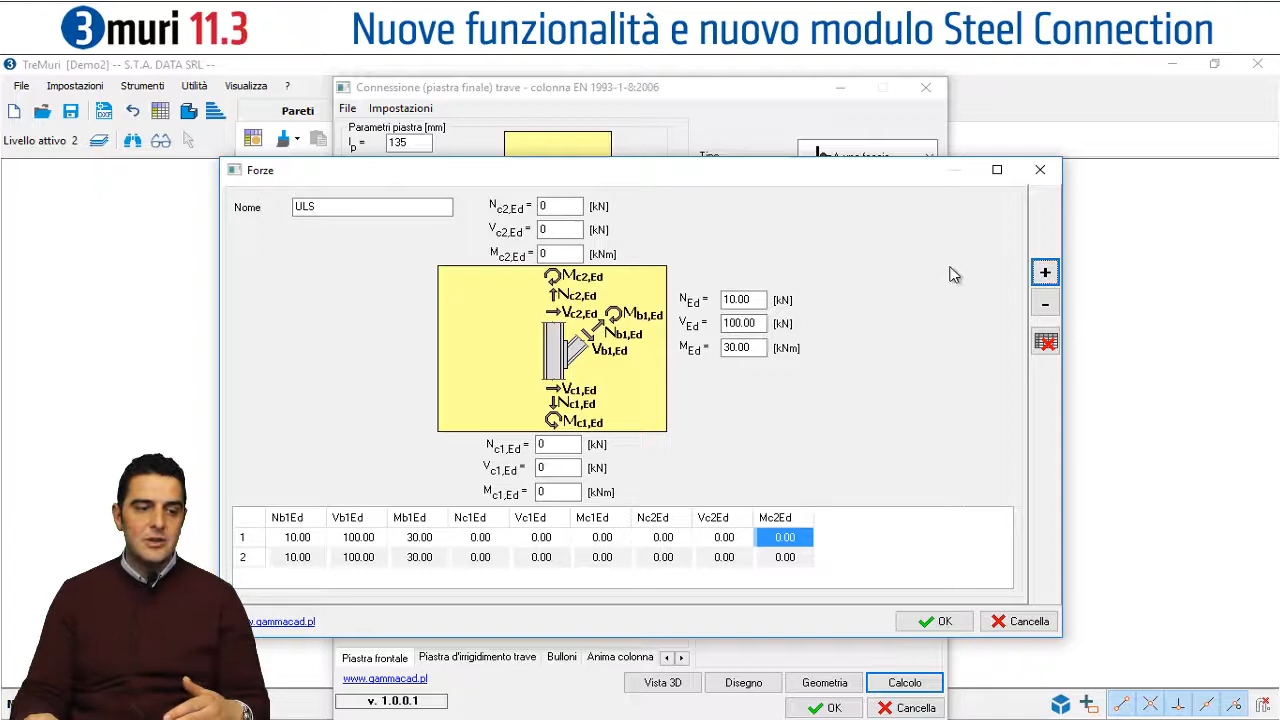 3muri 11.3 Nuove funzionalità e nuovo modulo Steel Connection
TreMuri [Demo2] -- S.T.A. DATA SRL --
File Impostazioni Strumenti Utilità Visualizza ?
Connessione (piastra finale) trave - colonna EN 1993-1-8:2006
File Impostazioni
Pareti
Parametri piastra [mm]
lp = 135
Livello attivo 2
Forze
Nome ULS
Nc2,Ed = 0 [kN]
Vc2,Ed = 0 [kN]
Mc2,Ed = 0 [kNm]
Mc2,Ed
Nc2,Ed
Vc2,Ed Mb1,Ed
Nb1,Ed
Vb1,Ed
Vc1,Ed
Nc1,Ed
Mc1,Ed
NEd = 10.00 [kN]
VEd = 100.00 [kN]
MEd = 30.00 [kNm]
+
-
Nc1,Ed = 0 [kN]
Vc1,Ed = 0 [kN]
Mc1,Ed = 0 [kNm]
Nb1Ed Vb1Ed Mb1Ed Nc1Ed Vc1Ed Mc1Ed Nc2Ed Vc2Ed Mc2Ed
1 10.00 100.00 30.00 0.00 0.00 0.00 0.00 0.00 0.00
2 10.00 100.00 30.00 0.00 0.00 0.00 0.00 0.00 0.00
.gammacad.pl
OK Cancella
Piastra frontale Piastra d'irrigidimento trave Bulloni Anima colonna
www.gammacad.pl
Vista 3D Disegno Geometria Calcolo
v. 1.0.0.1
OK Cancella